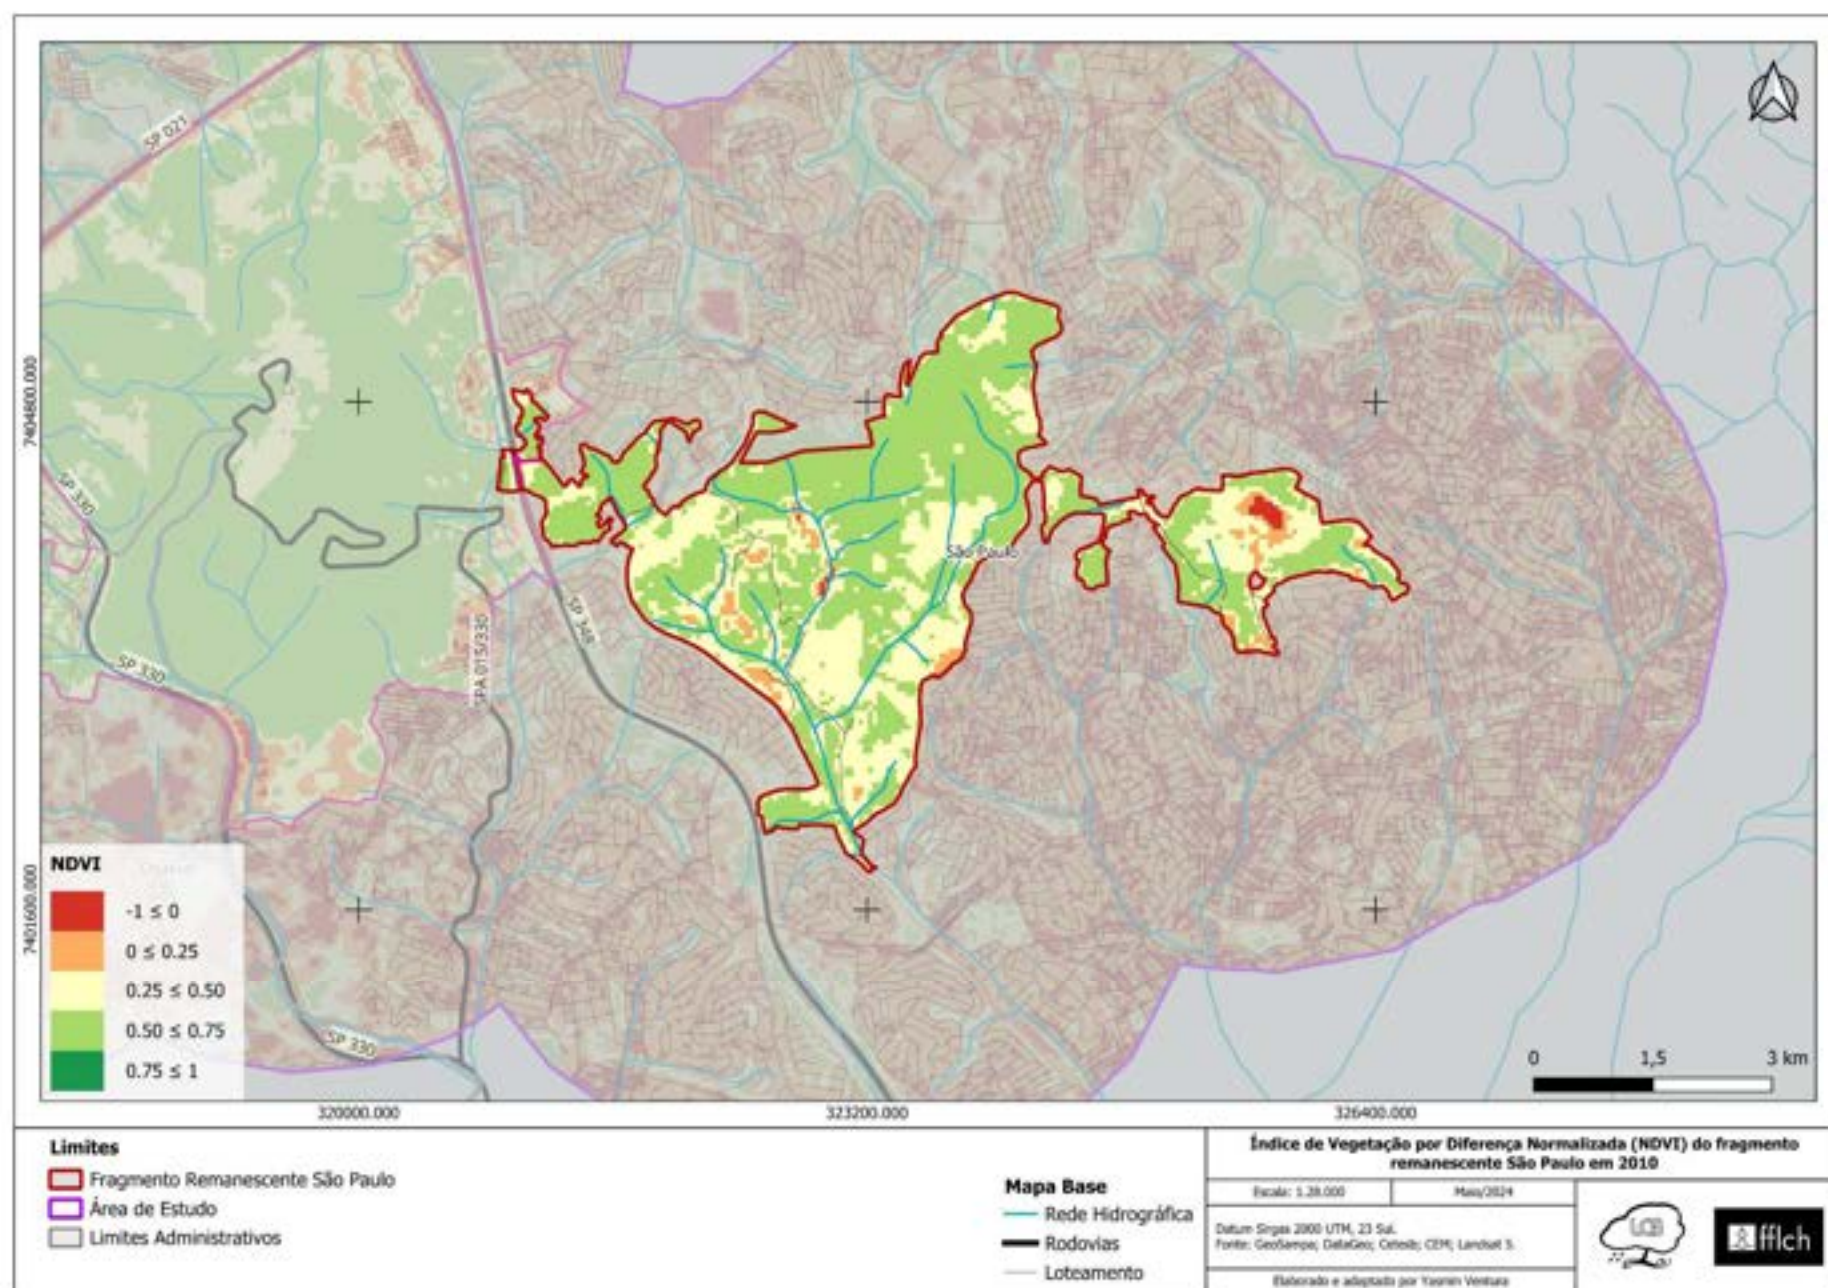 SP 021
7404800.000
SP 330
SP 348
SPA 015/330
São Paulo
SP 330
7401600.000
NDVI
-1 ≤ 0
0 ≤ 0.25
0.25 ≤ 0.50
0.50 ≤ 0.75
0.75 ≤ 1
SP 330
0 1,5 3 km
320000.000 323200.000 326400.000
Limites
Fragmento Remanescente São Paulo
Área de Estudo
Limites Administrativos
Mapa Base
Rede Hidrográfica
Rodovias
Loteamento
Índice de Vegetação por Diferença Normalizada (NDVI) do fragmento
remanescente São Paulo em 2010
Escala: 1.28.000 Maio/2024
Datum Sirgas 2000 UTM, 23 Sul.
Fonte: GeoSampa; DataGeo; Cetesb; CEM; Landsat 5.
Elaborado e adaptado por Yasmin Ventura
LCB
fflch